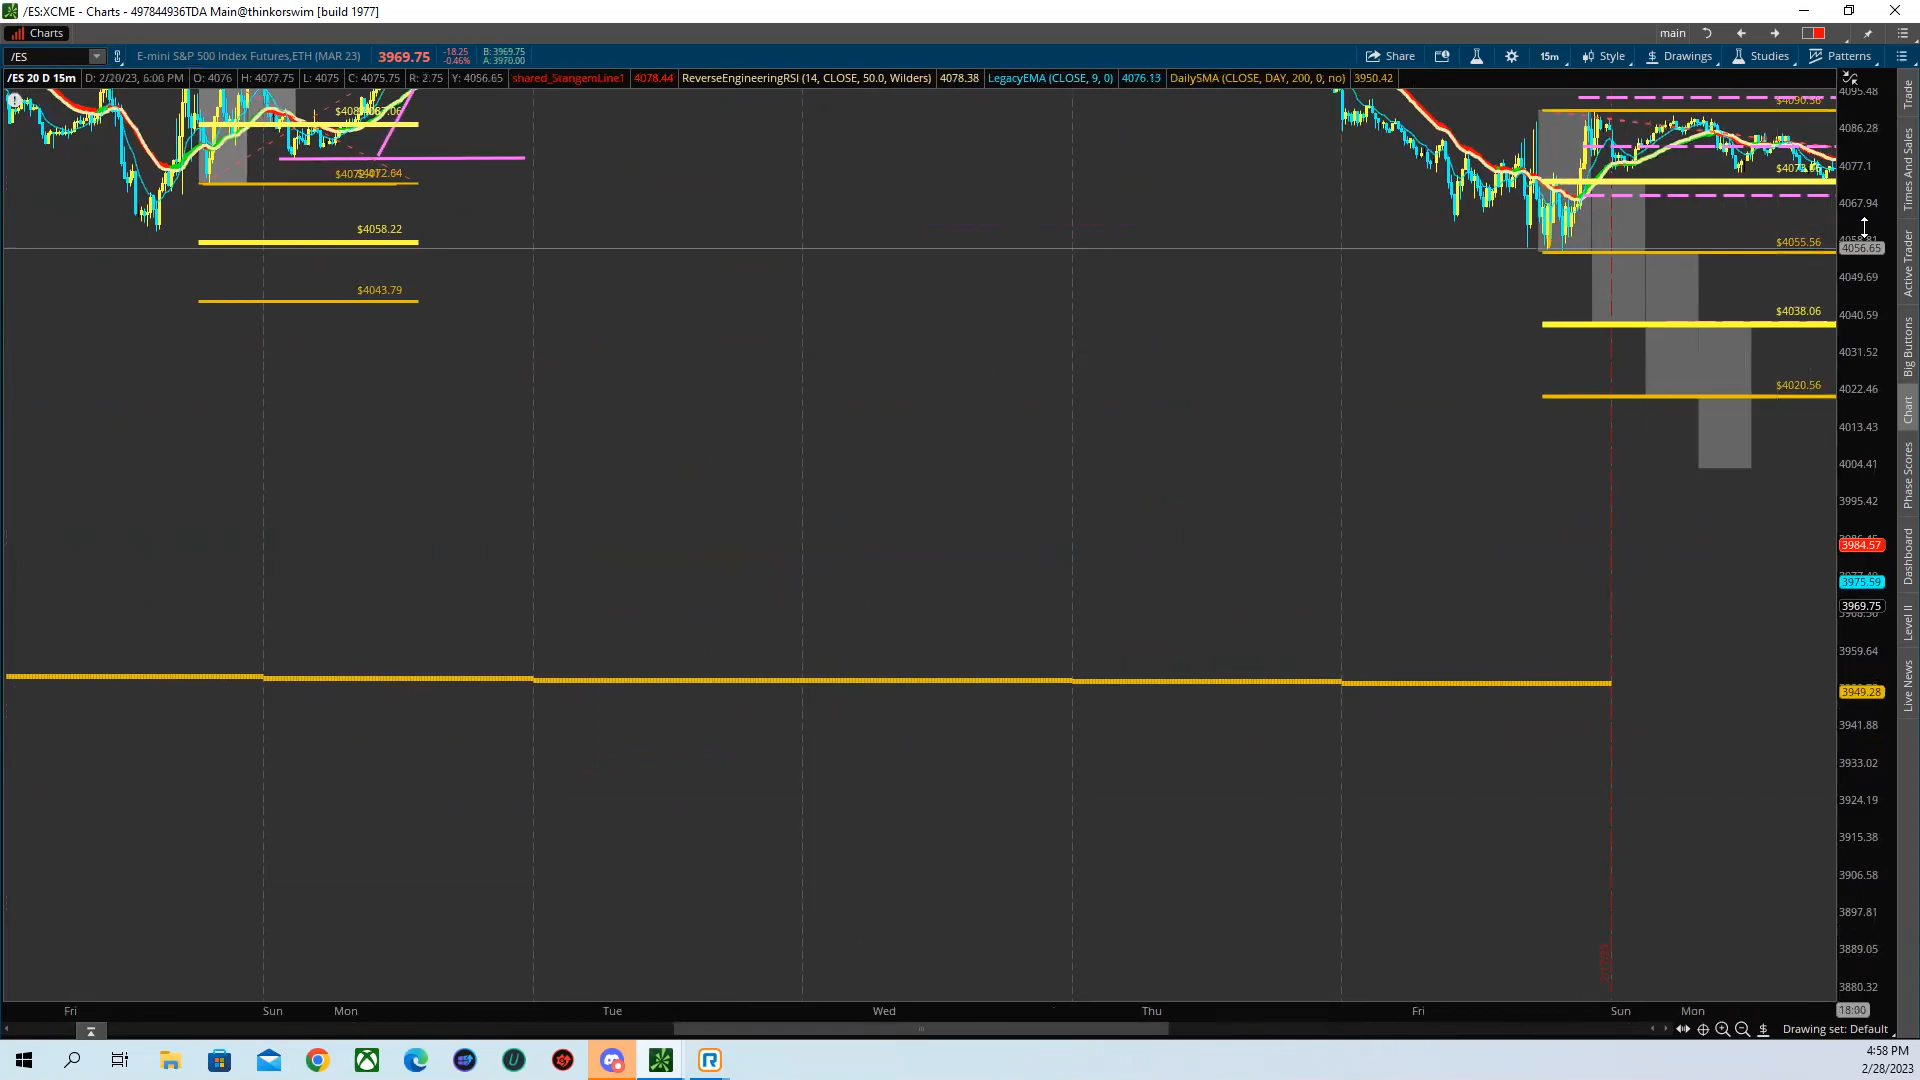 /ES:XCME - Charts - 497844936TDA Main@thinkorswim [build 1977]
Charts
main
/ES
E-mini S&P 500 Index Futures,ETH (MAR 23)
3969.75
-18.25
-0.46%
B: 3969.75
A: 3970.00
Share
15m
Style
Drawings
Studies
Patterns
/ES 20 D 15m
D: 2/20/23, 6:00 PM
O: 4076
H: 4077.75
L: 4075
C: 4075.75
R: 2.75
Y: 4056.65
shared_StangemLine1
4078.44
ReverseEngineeringRSI (14, CLOSE, 50.0, Wilders)
4078.38
LegacyEMA (CLOSE, 9, 0)
4076.13
DailySMA (CLOSE, DAY, 200, 0, no)
3950.42
$4072.64
$4058.22
$4043.79
$4090.56
$4055.56
$4038.06
$4020.56
4095.48
4086.28
4077.1
4067.94
4056.65
4049.69
4040.59
4031.52
4022.46
4013.43
4004.41
3995.42
3984.57
3975.59
3969.75
3959.64
3949.28
3941.88
3933.02
3924.19
3915.38
3906.58
3897.81
3889.05
3880.32
Trade
Times And Sales
Active Trader
Big Buttons
Chart
Phase Scores
Dashboard
Level II
Live News
Fri
Sun
Mon
Tue
Wed
Thu
Fri
Sun
Mon
18:00
Drawing set: Default
4:58 PM
2/28/2023